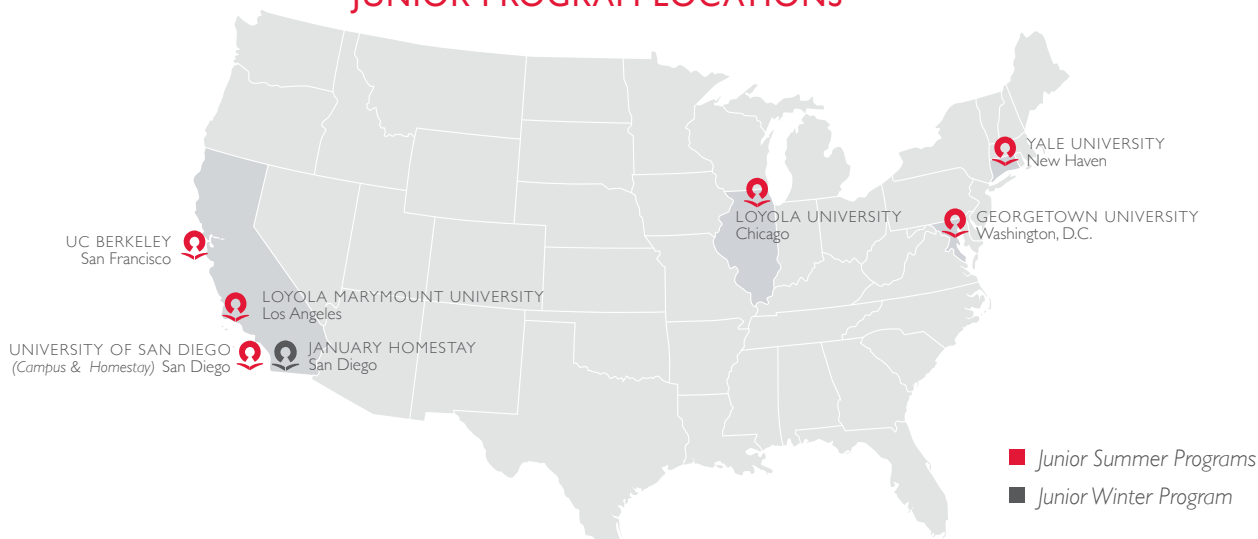 JUNIOR PROGRAM LOCATIONS
YALE UNIVERSITY
New Haven
LOYOLA UNIVERSITY
Chicago
GEORGETOWN UNIVERSITY
Washington, D.C.
UC BERKELEY
San Francisco
LOYOLA MARYMOUNT UNIVERSITY
Los Angeles
UNIVERSITY OF SAN DIEGO
(Campus & Homestay) San Diego
JANUARY HOMESTAY
San Diego
Junior Summer Programs
Junior Winter Program